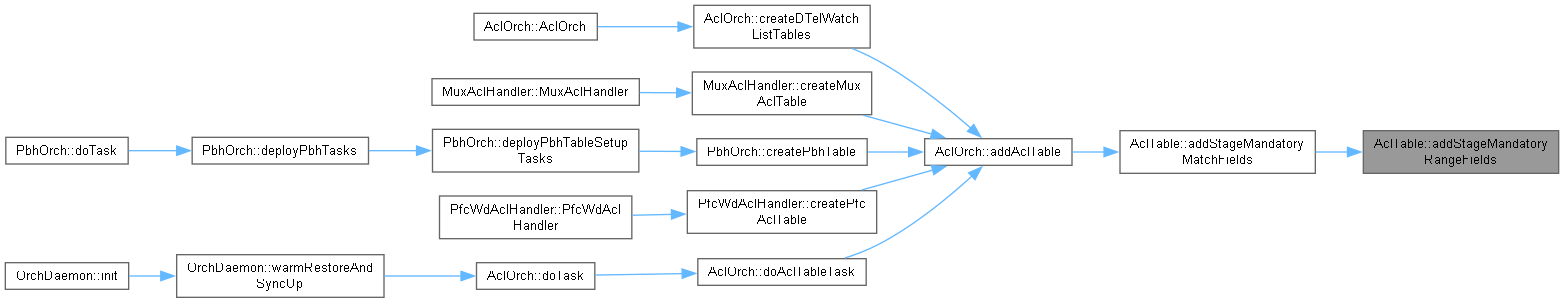 AclOrch::AclOrch
AclOrch::createDTelWatch
ListTables
MuxAclHandler::MuxAclHandler
MuxAclHandler::createMux
AclTable
PbhOrch::doTask
PbhOrch::deployPbhTasks
PbhOrch::deployPbhTableSetup
Tasks
PbhOrch::createPbhTable
AclOrch::addAclTable
AclTable::addStageMandatory
MatchFields
AclTable::addStageMandatory
RangeFields
PfcWdAclHandler::PfcWdAcl
Handler
PfcWdAclHandler::createPfc
AclTable
OrchDaemon::init
OrchDaemon::warmRestoreAnd
SyncUp
AclOrch::doTask
AclOrch::doAclTableTask